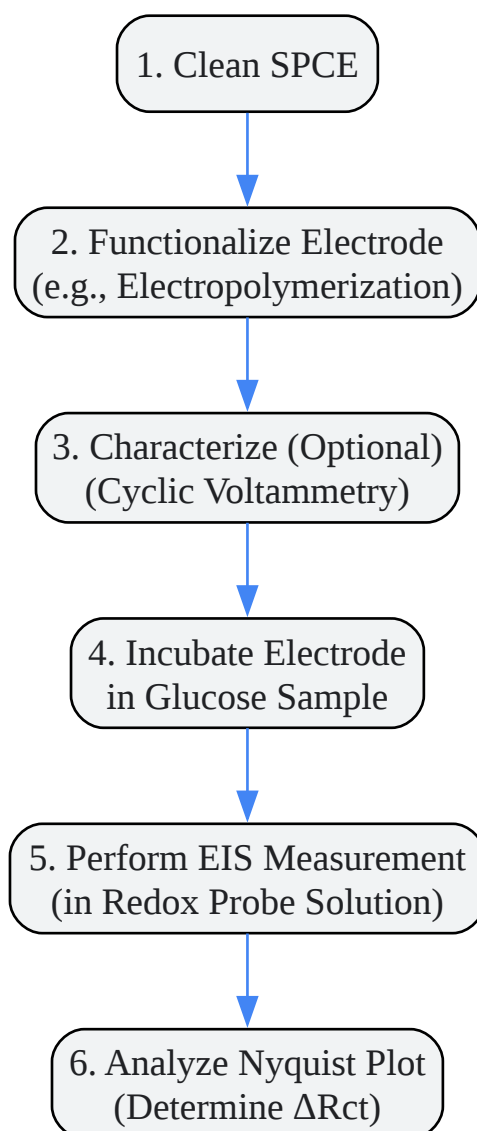 1. Clean SPCE
2. Functionalize Electrode
(e.g., Electropolymerization)
3. Characterize (Optional)
(Cyclic Voltammetry)
4. Incubate Electrode
in Glucose Sample
5. Perform EIS Measurement
(in Redox Probe Solution)
6. Analyze Nyquist Plot
(Determine ΔRct)